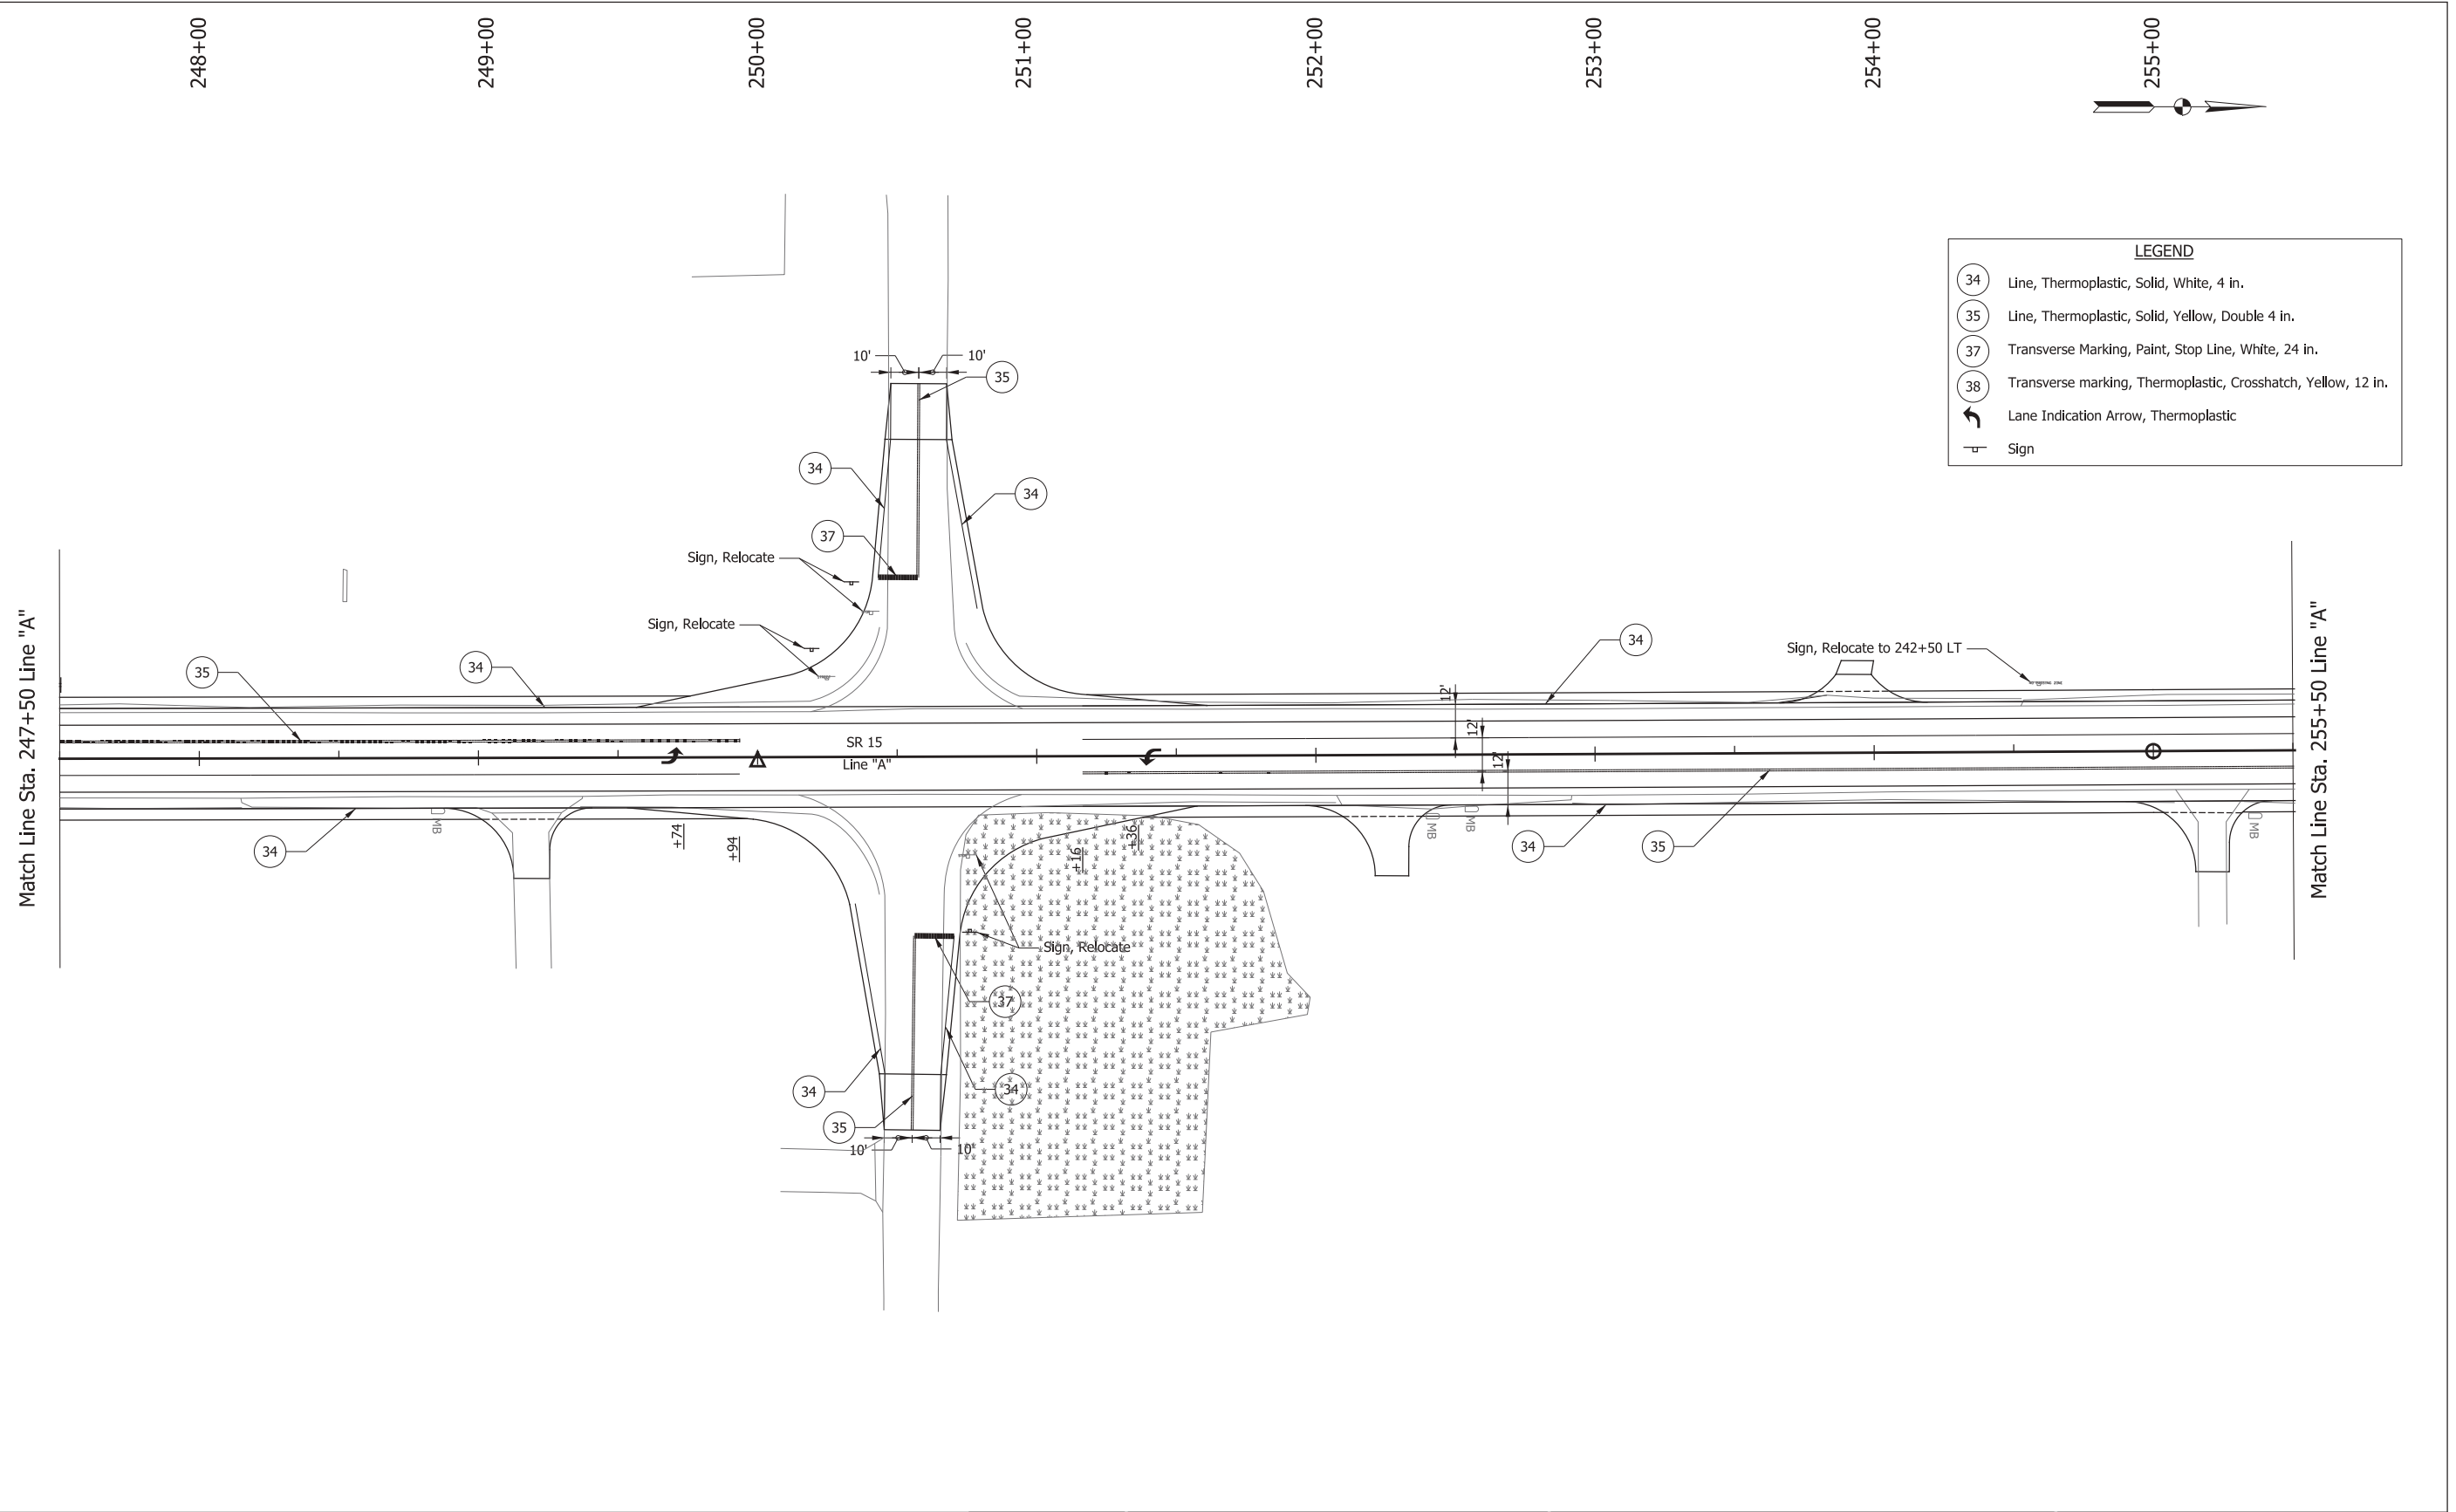 248+00
249+00
250+00
251+00
252+00
253+00
254+00
255+00
LEGEND
34 Line, Thermoplastic, Solid, White, 4 in.
35 Line, Thermoplastic, Solid, Yellow, Double 4 in.
37 Transverse Marking, Paint, Stop Line, White, 24 in.
38 Transverse marking, Thermoplastic, Crosshatch, Yellow, 12 in.
Lane Indication Arrow, Thermoplastic
Sign
10'
10'
35
34
34
37
Sign, Relocate
Sign, Relocate
34
Sign, Relocate to 242+50 LT
35
34
12'
12'
12'
SR 15
Line "A"
Match Line Sta. 247+50 Line "A"
Match Line Sta. 255+50 Line "A"
MB
MB
MB
MB
34
+74
+94
+16
+36
34
35
Sign, Relocate
37
34
34
35
10'
10'